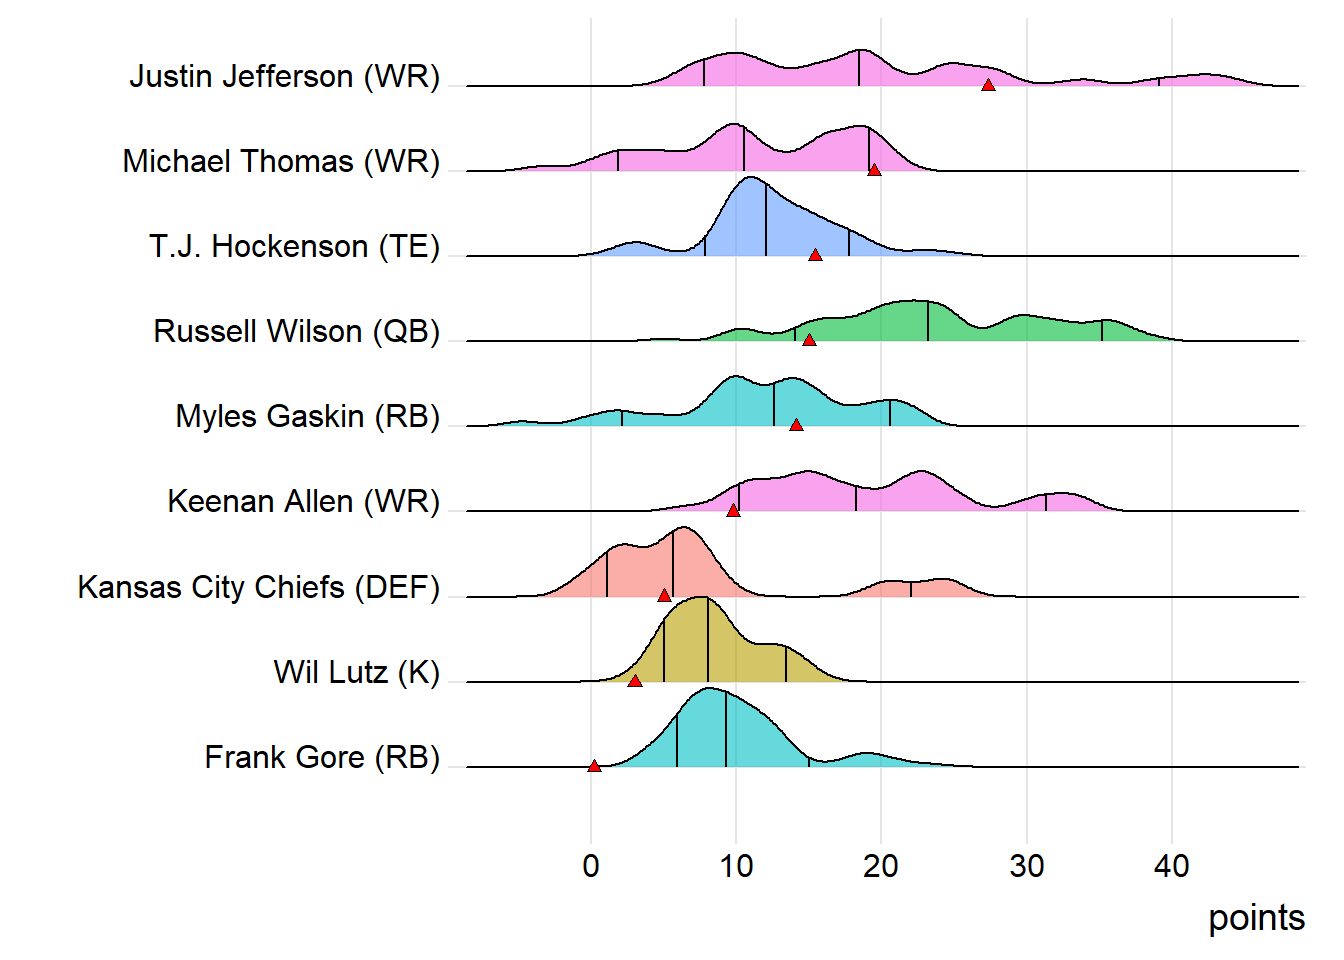 Justin Jefferson (WR)
Michael Thomas (WR)
T.J. Hockenson (TE)
Russell Wilson (QB)
Myles Gaskin (RB)
Keenan Allen (WR)
Kansas City Chiefs (DEF)
Wil Lutz (K)
Frank Gore (RB)
0 10 20 30 40
points